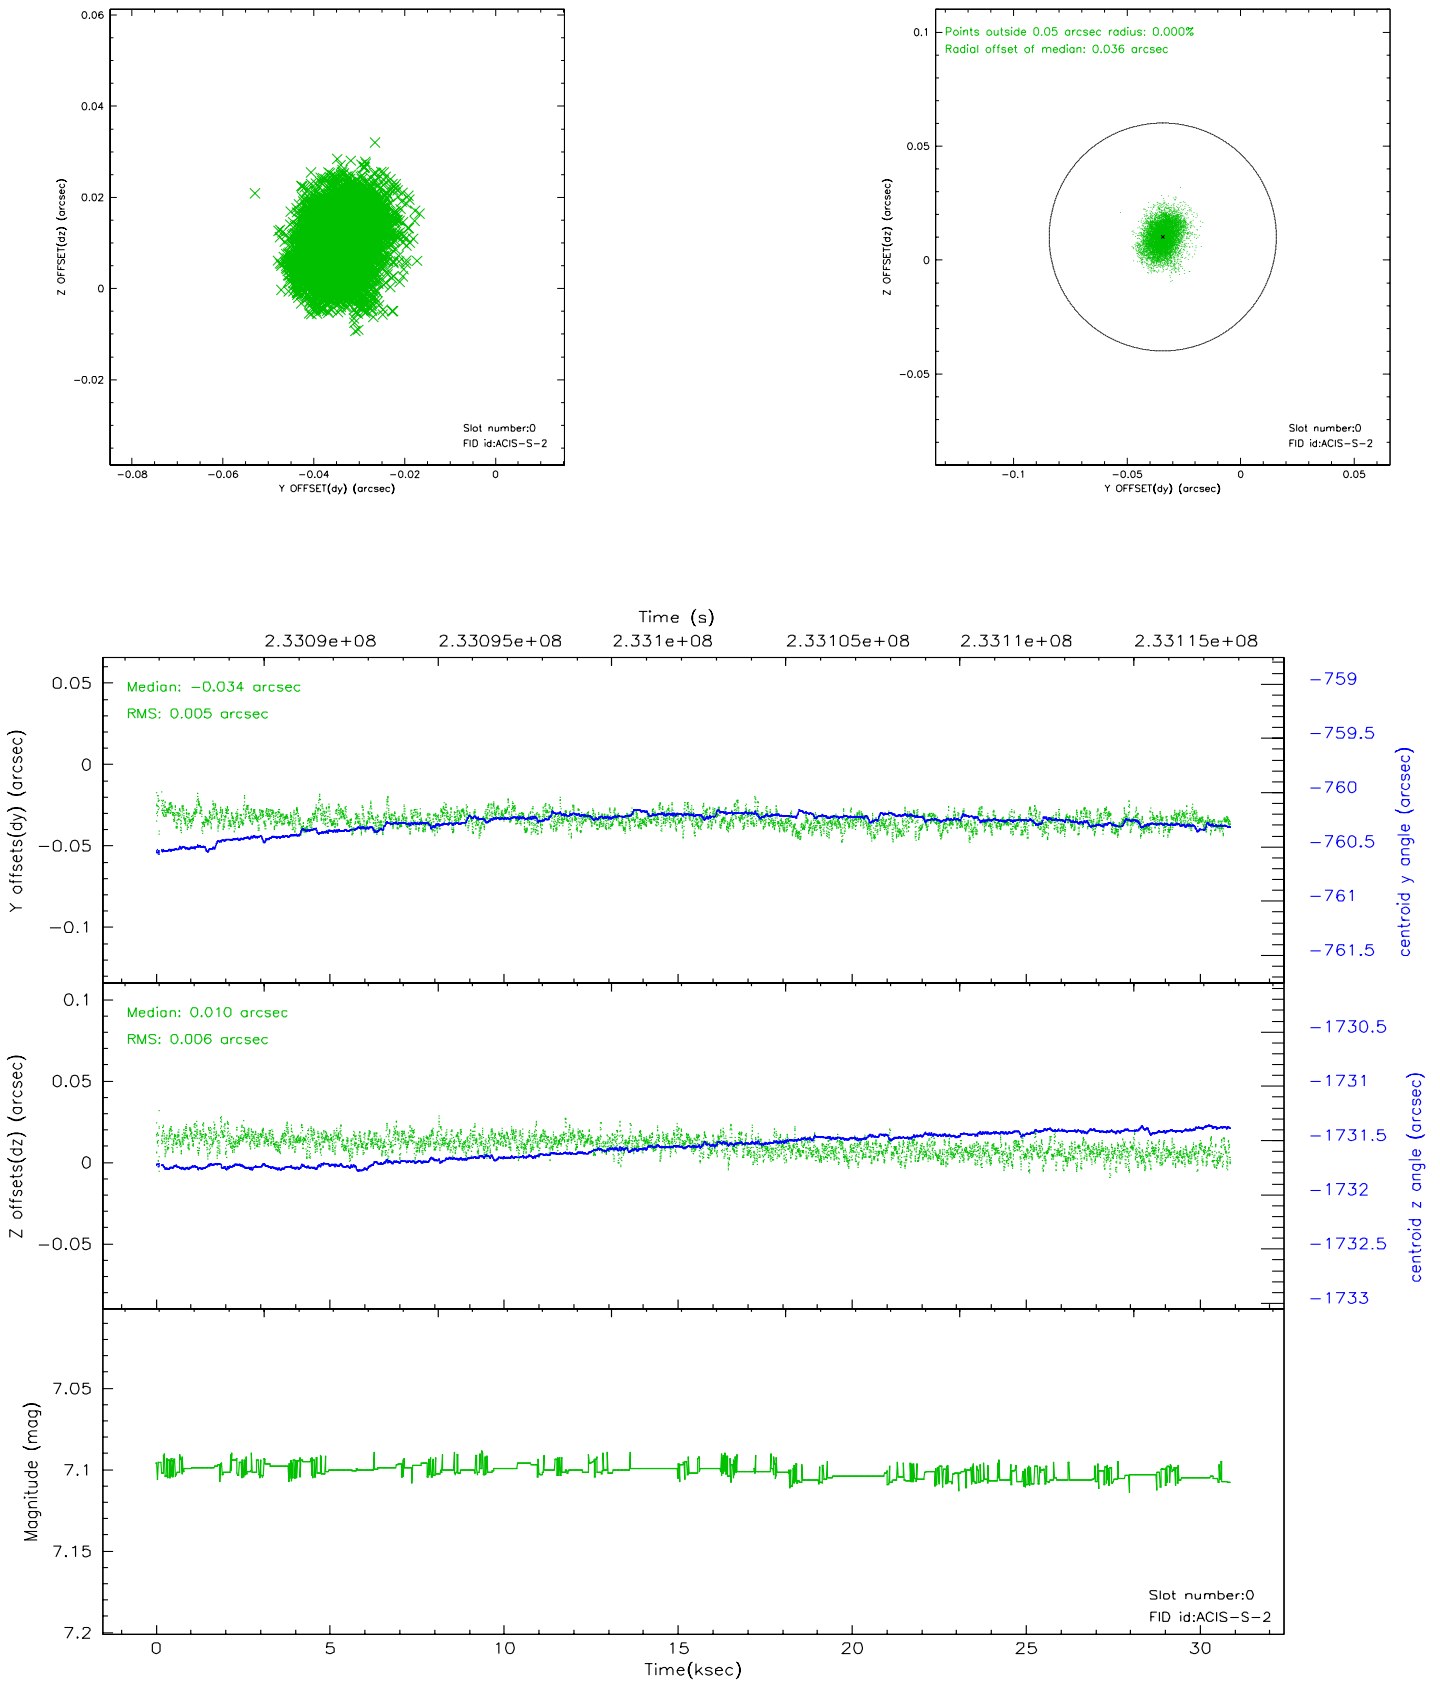 0.06
0.04
0.02
0
−0.02
Z OFFSET(dz) (arcsec)
Slot number:0
FID id:ACIS−S−2
−0.08 −0.06 −0.04 −0.02 0
Y OFFSET(dy) (arcsec)
Points outside 0.05 arcsec radius: 0.000%
Radial offset of median: 0.036 arcsec
0.1
0.05
0
−0.05
Z OFFSET(dz) (arcsec)
Slot number:0
FID id:ACIS−S−2
−0.1 −0.05 0 0.05
Y OFFSET(dy) (arcsec)
Time (s)
2.3309e+08 2.33095e+08 2.331e+08 2.33105e+08 2.3311e+08 2.33115e+08
Median: −0.034 arcsec
RMS: 0.005 arcsec
0.05
0
−0.05
−0.1
Y offsets(dy) (arcsec)
−759
−759.5
−760
−760.5
−761
−761.5
centroid y angle (arcsec)
Median: 0.010 arcsec
RMS: 0.006 arcsec
0.1
0.05
0
−0.05
Z offsets(dz) (arcsec)
−1730.5
−1731
−1731.5
−1732
−1732.5
−1733
centroid z angle (arcsec)
7.05
7.1
7.15
7.2
Magnitude (mag)
Slot number:0
FID id:ACIS−S−2
0 5 10 15 20 25 30
Time(ksec)